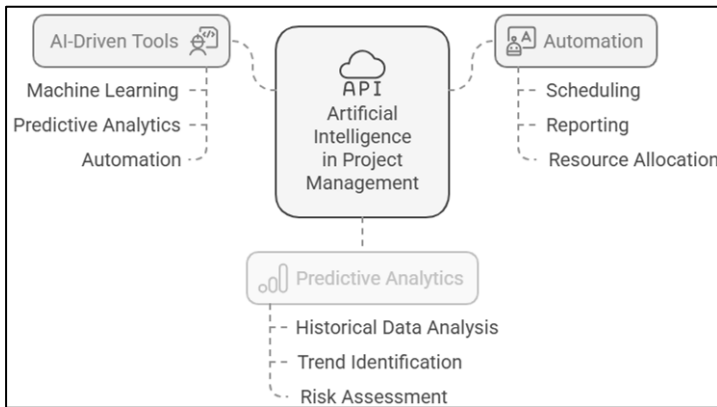 AI-Driven Tools
Machine Learning
Predictive Analytics
Automation
API
Artificial
Intelligence
in Project
Management
Automation
Scheduling
Reporting
Resource Allocation
Predictive Analytics
Historical Data Analysis
Trend Identification
Risk Assessment